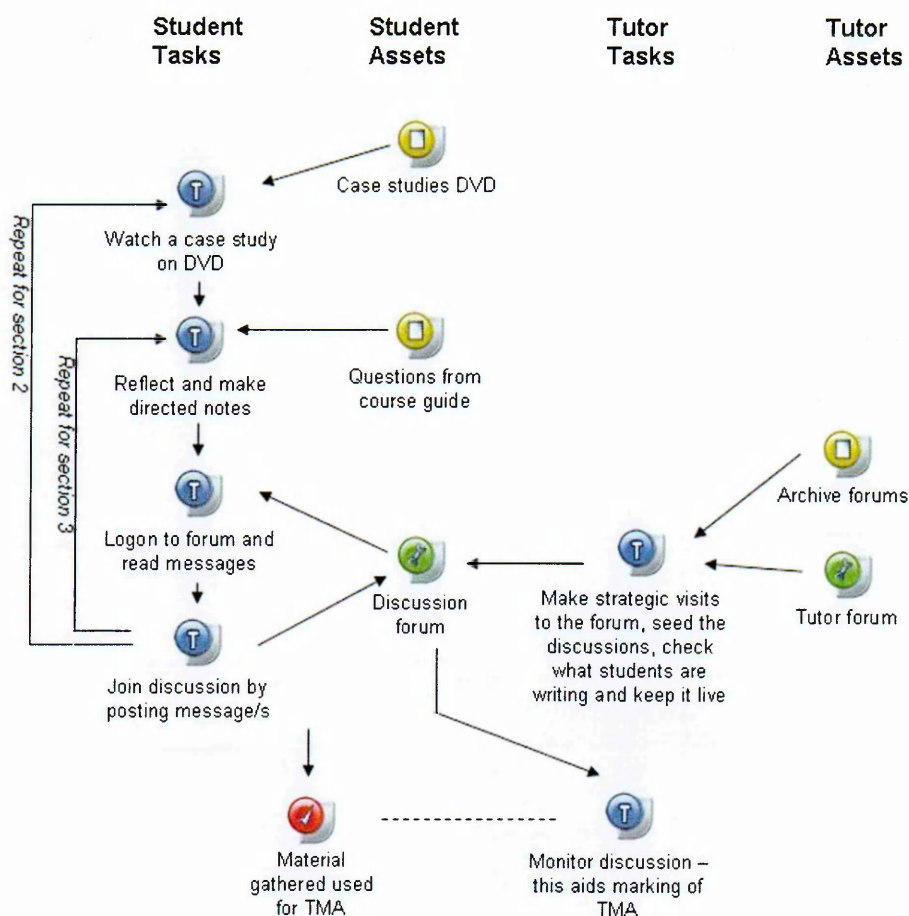 Student
Tasks
Student
Assets
Tutor
Tasks
Tutor
Assets
Case studies DVD
Watch a case study
on DVD
Repeat for section 2
Reflect and make
directed notes
Questions from
course guide
Repeat for section 3
Logon to forum and
read messages
Archive forums
Discussion
forum
Make strategic visits
to the forum, seed the
discussions, check
what students are
writing and keep it live
Tutor forum
Join discussion by
posting message/s
Material
gathered used
for TMA
Monitor discussion –
this aids marking of
TMA